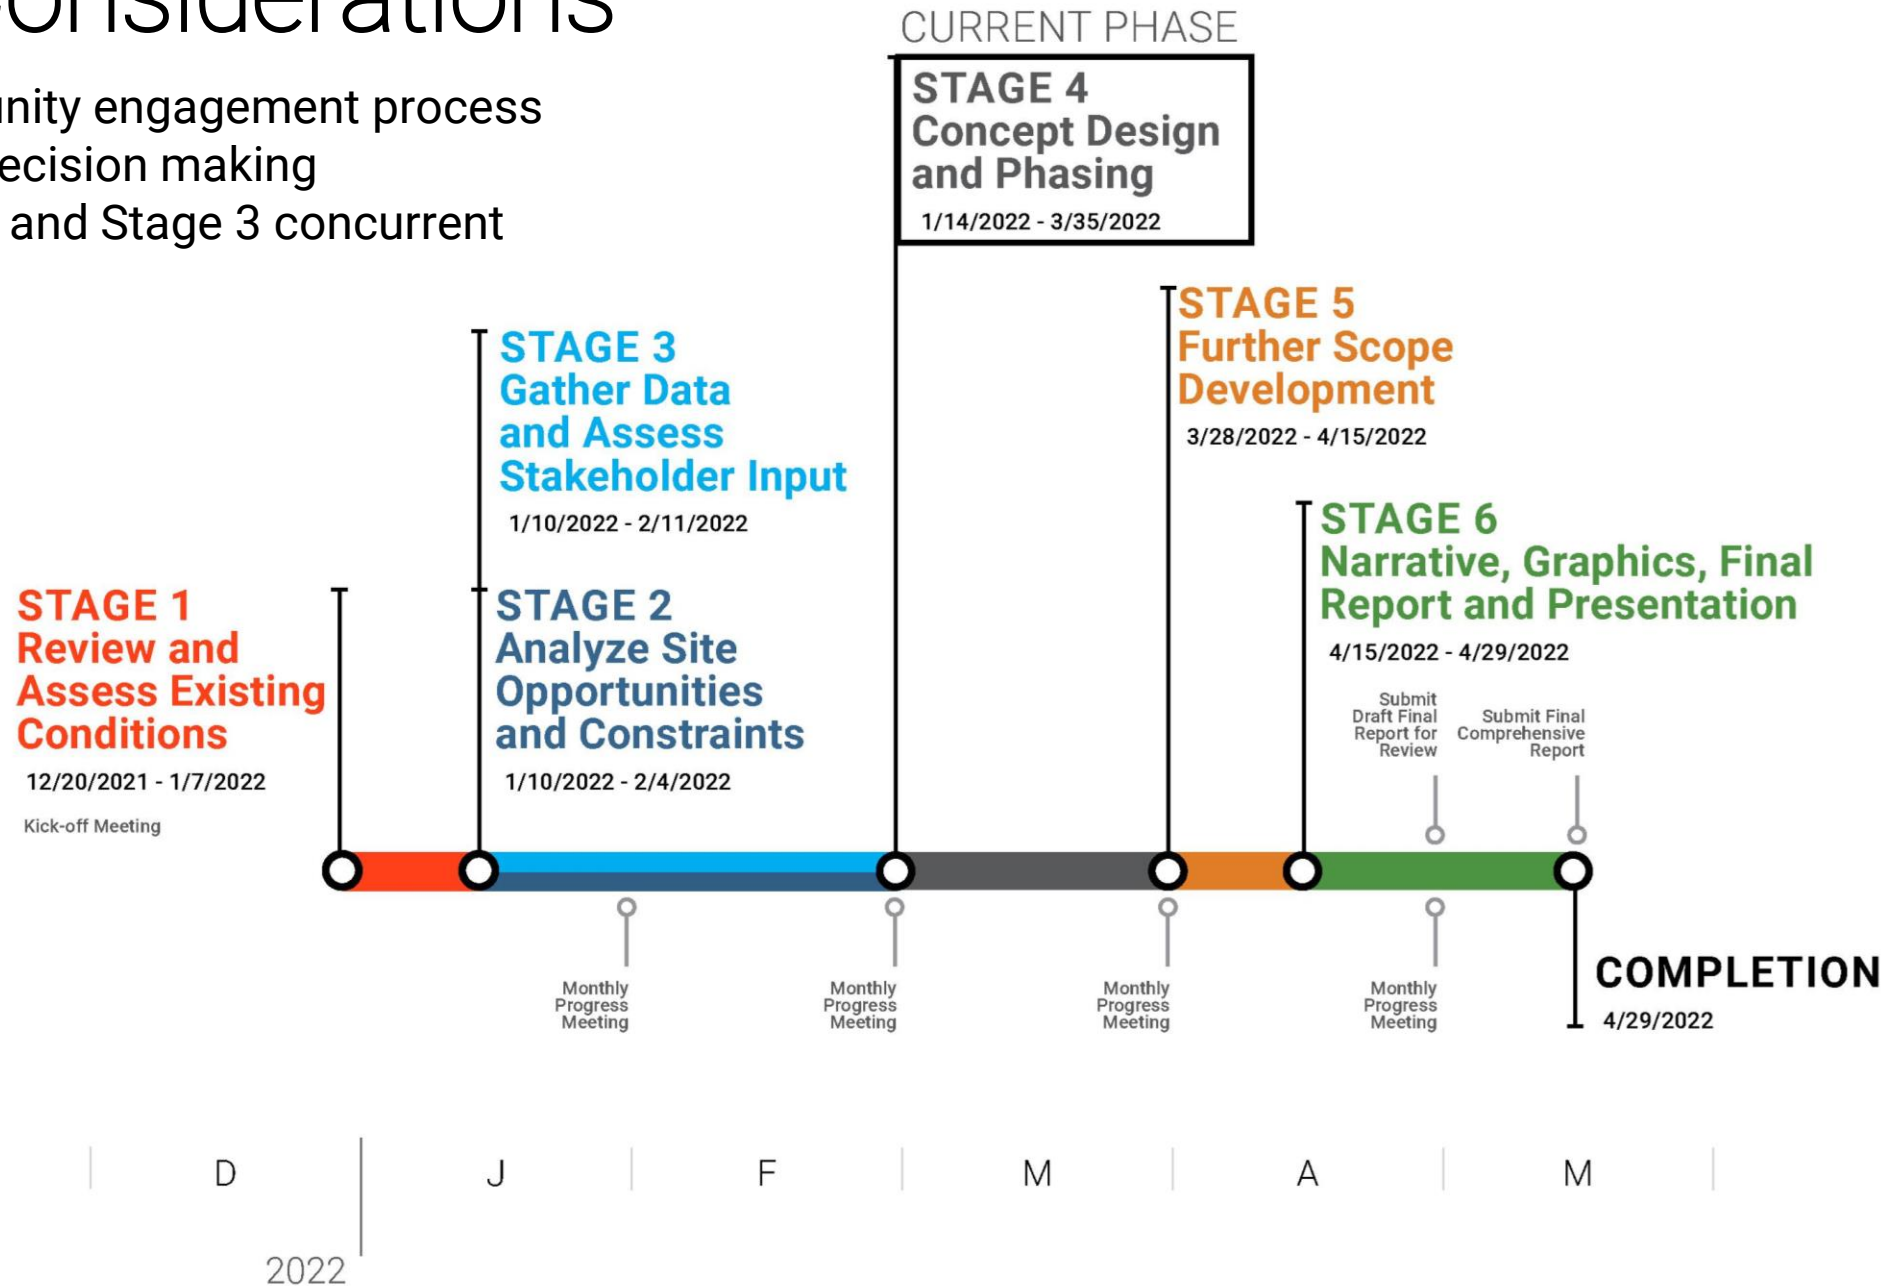 onsiderations
unity engagement process
ecision making
and Stage 3 concurrent
CURRENT PHASE
STAGE 4
Concept Design
and Phasing
1/14/2022 - 3/35/2022
STAGE 5
Further Scope
Development
3/28/2022 - 4/15/2022
STAGE 3
Gather Data
and Assess
Stakeholder Input
1/10/2022 - 2/11/2022
STAGE 6
Narrative, Graphics, Final
Report and Presentation
4/15/2022 - 4/29/2022
STAGE 1
Review and
Assess Existing
Conditions
12/20/2021 - 1/7/2022
Kick-off Meeting
STAGE 2
Analyze Site
Opportunities
and Constraints
1/10/2022 - 2/4/2022
Submit
Draft Final
Report for
Review
Submit Final
Comprehensive
Report
Monthly
Progress
Meeting
Monthly
Progress
Meeting
Monthly
Progress
Meeting
Monthly
Progress
Meeting
COMPLETION
4/29/2022
D
J
F
M
A
M
2022